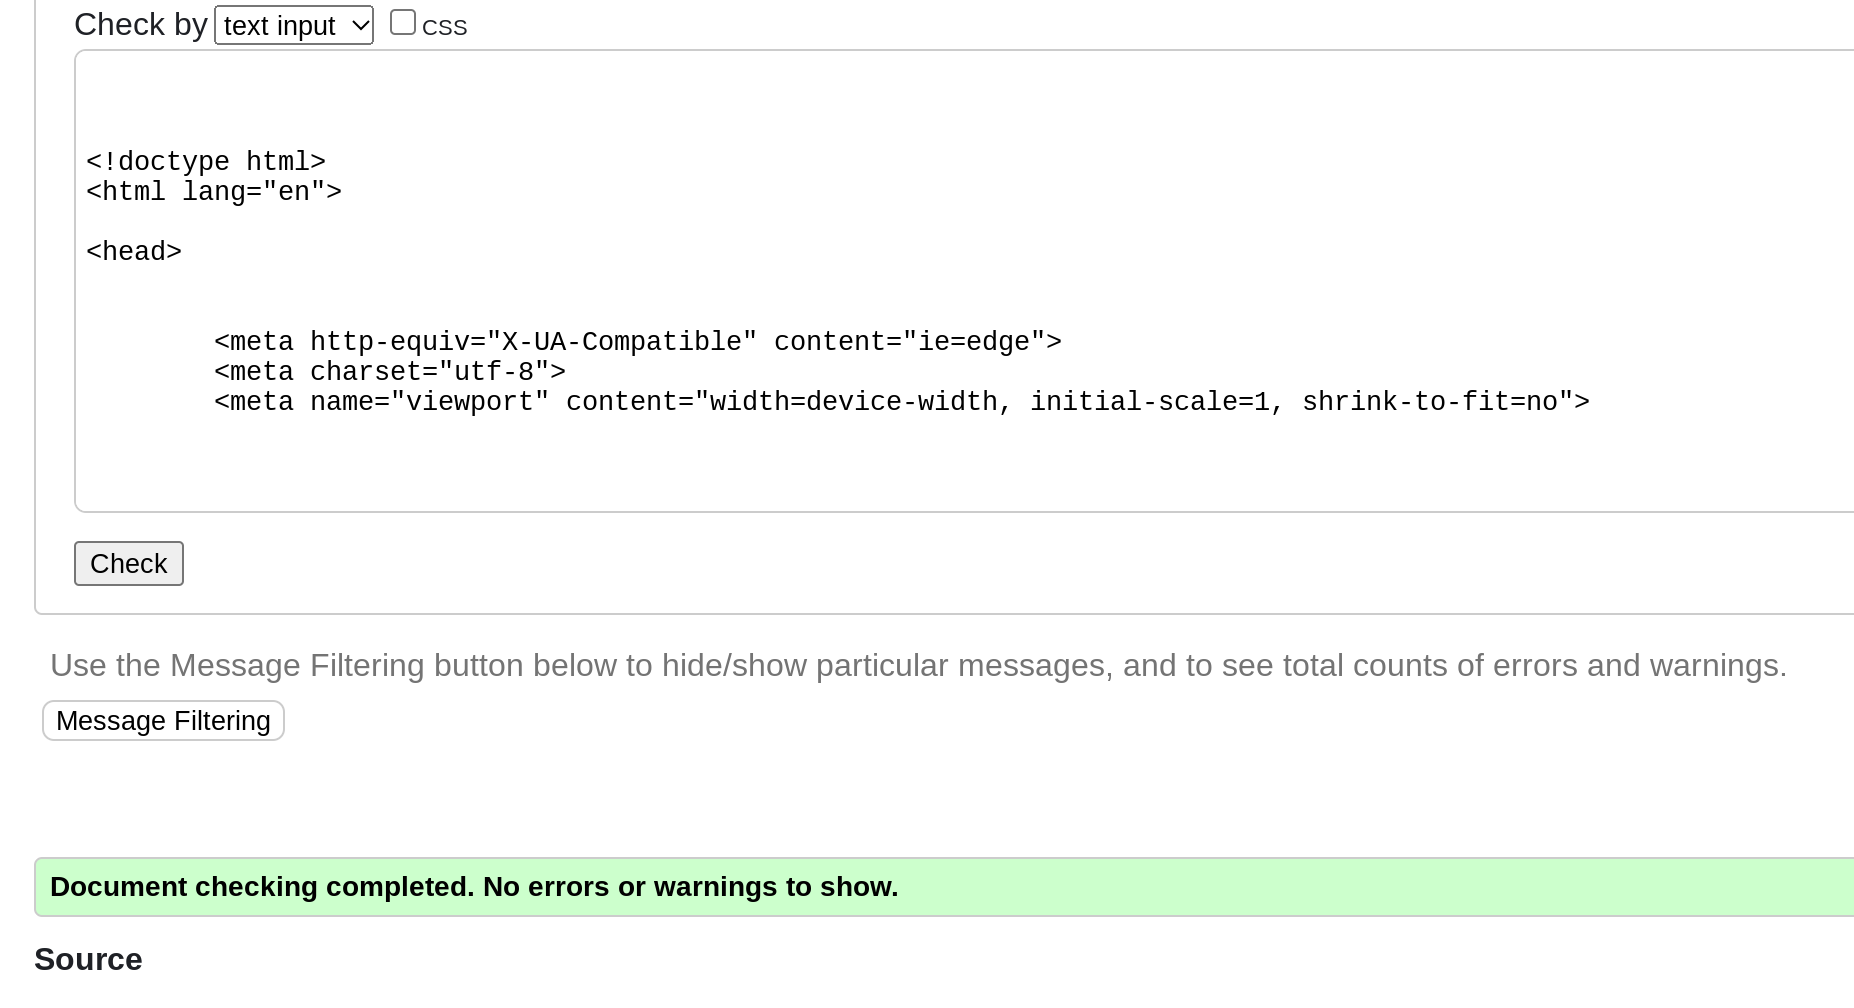 Check by text input CSS
<!doctype html>
<html lang="en">
<head>
<meta http-equiv="X-UA-Compatible" content="ie=edge">
<meta charset="utf-8">
<meta name="viewport" content="width=device-width, initial-scale=1, shrink-to-fit=no">
Check
Use the Message Filtering button below to hide/show particular messages, and to see total counts of errors and warnings.
Message Filtering
Document checking completed. No errors or warnings to show.
Source